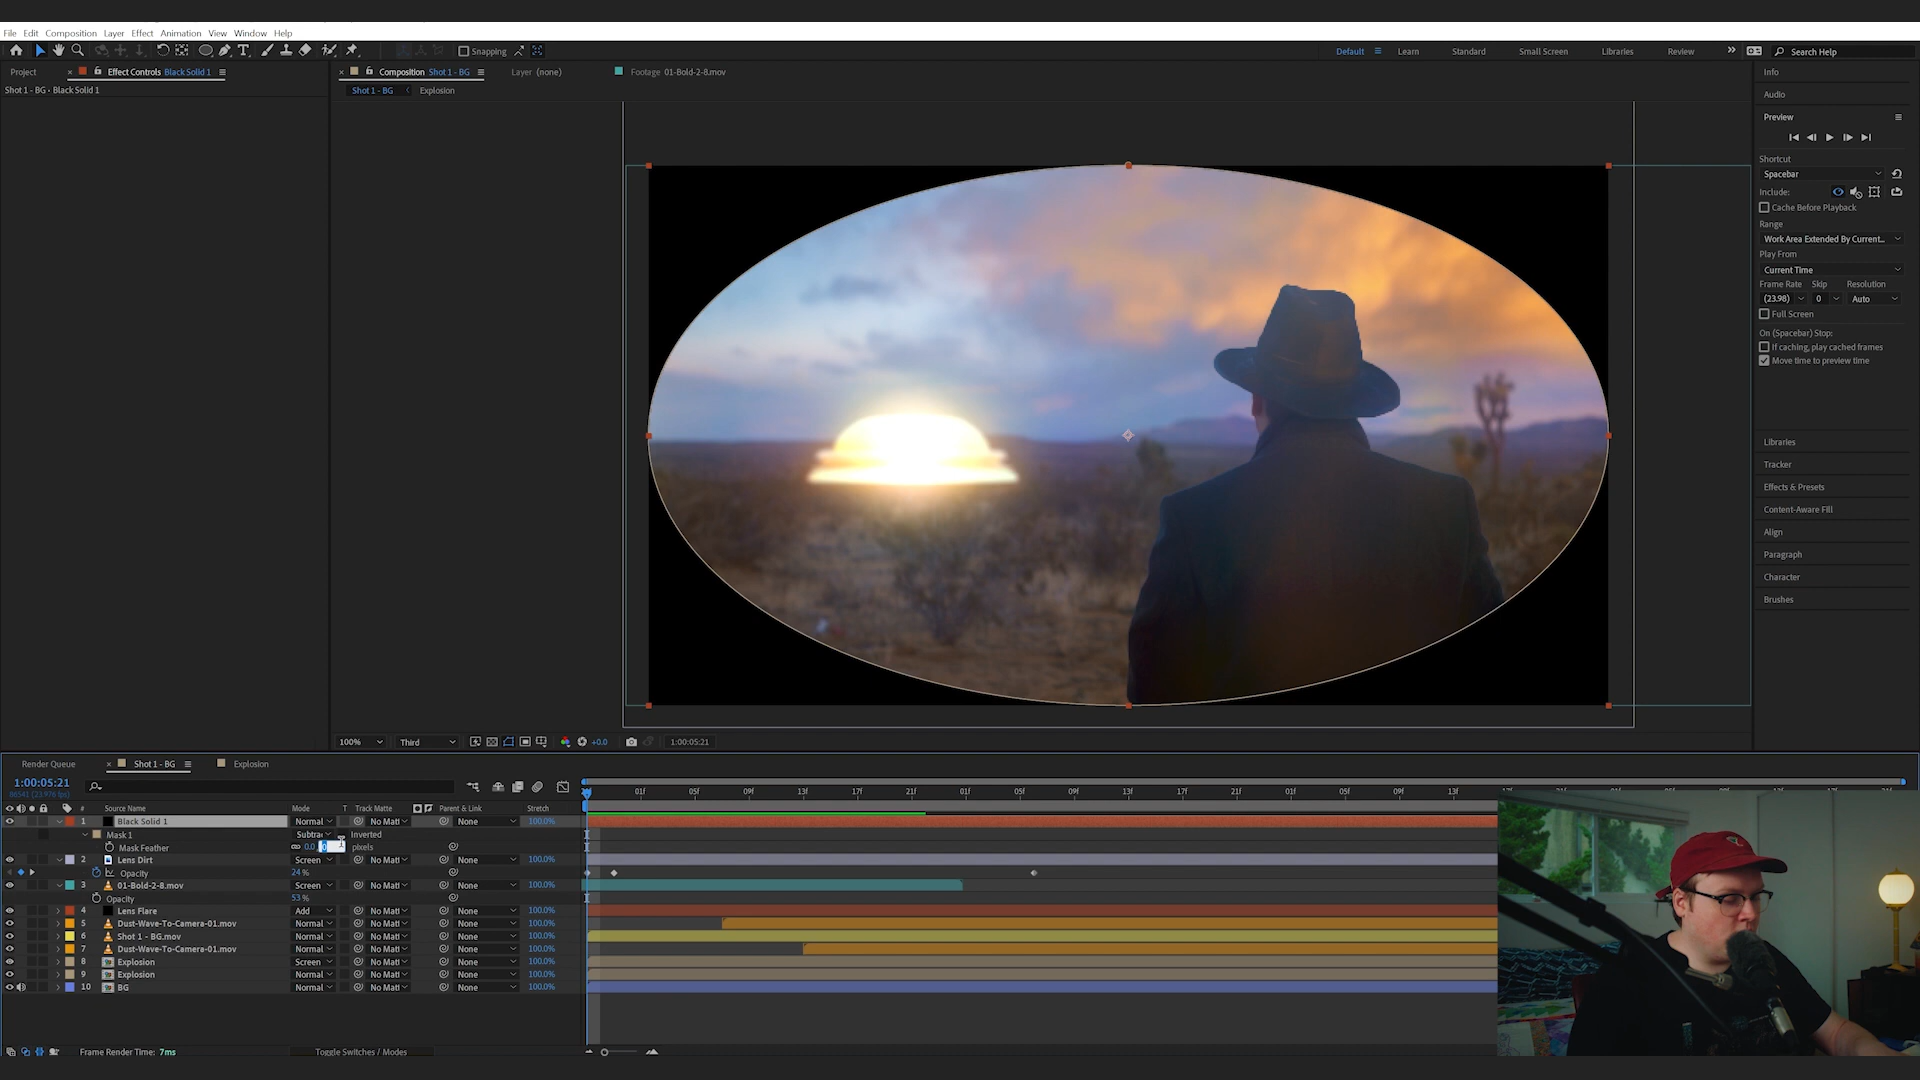 File Edit Composition Layer Effect Animation View Window Help
Snapping
Default Learn Standard Small Screen Libraries Review Search Help
Project Effect Controls Black Solid 1
Composition Shot 1 - BG Layer (none) Footage 01-Bold-2-8.mov
Shot 1 - BG · Black Solid 1
Shot 1 - BG Explosion
Info
Audio
Preview
Shortcut
Spacebar
Include:
Cache Before Playback
Range
Work Area Extended By Current...
Play From
Current Time
Frame Rate Skip Resolution
(23.98) 0 Auto
Full Screen
On (Spacebar) Stop:
If caching, play cached frames
Move time to preview time
Libraries
Tracker
Effects & Presets
Content-Aware Fill
Align
Paragraph
Character
Brushes
100% Third +0.0 1:00:05:21
Render Queue Shot 1 - BG Explosion
1:00:05:21
01f 05f 09f 13f 17f 21f 01f 05f 09f 13f 17f 21f 01f 05f 09f 13f
# Source Name Mode T Track Matte Parent & Link Stretch
1 Black Solid 1 Normal No Matt None 100.0%
Mask 1 Subtra Inverted
Mask Feather 0.0, pixels
2 Lens Dirt Screen No Matt None 100.0%
Opacity 24 %
3 01-Bold-2-8.mov Screen No Matt None 100.0%
Opacity 53 %
4 Lens Flare Add No Matt None 100.0%
5 Dust-Wave-To-Camera-01.mov Normal No Matt None 100.0%
6 Shot 1 - BG.mov Normal No Matt None 100.0%
7 Dust-Wave-To-Camera-01.mov Normal No Matt None 100.0%
8 Explosion Screen No Matt None 100.0%
9 Explosion Normal No Matt None 100.0%
10 BG Normal No Matt None 100.0%
Frame Render Time: 7ms Toggle Switches / Modes